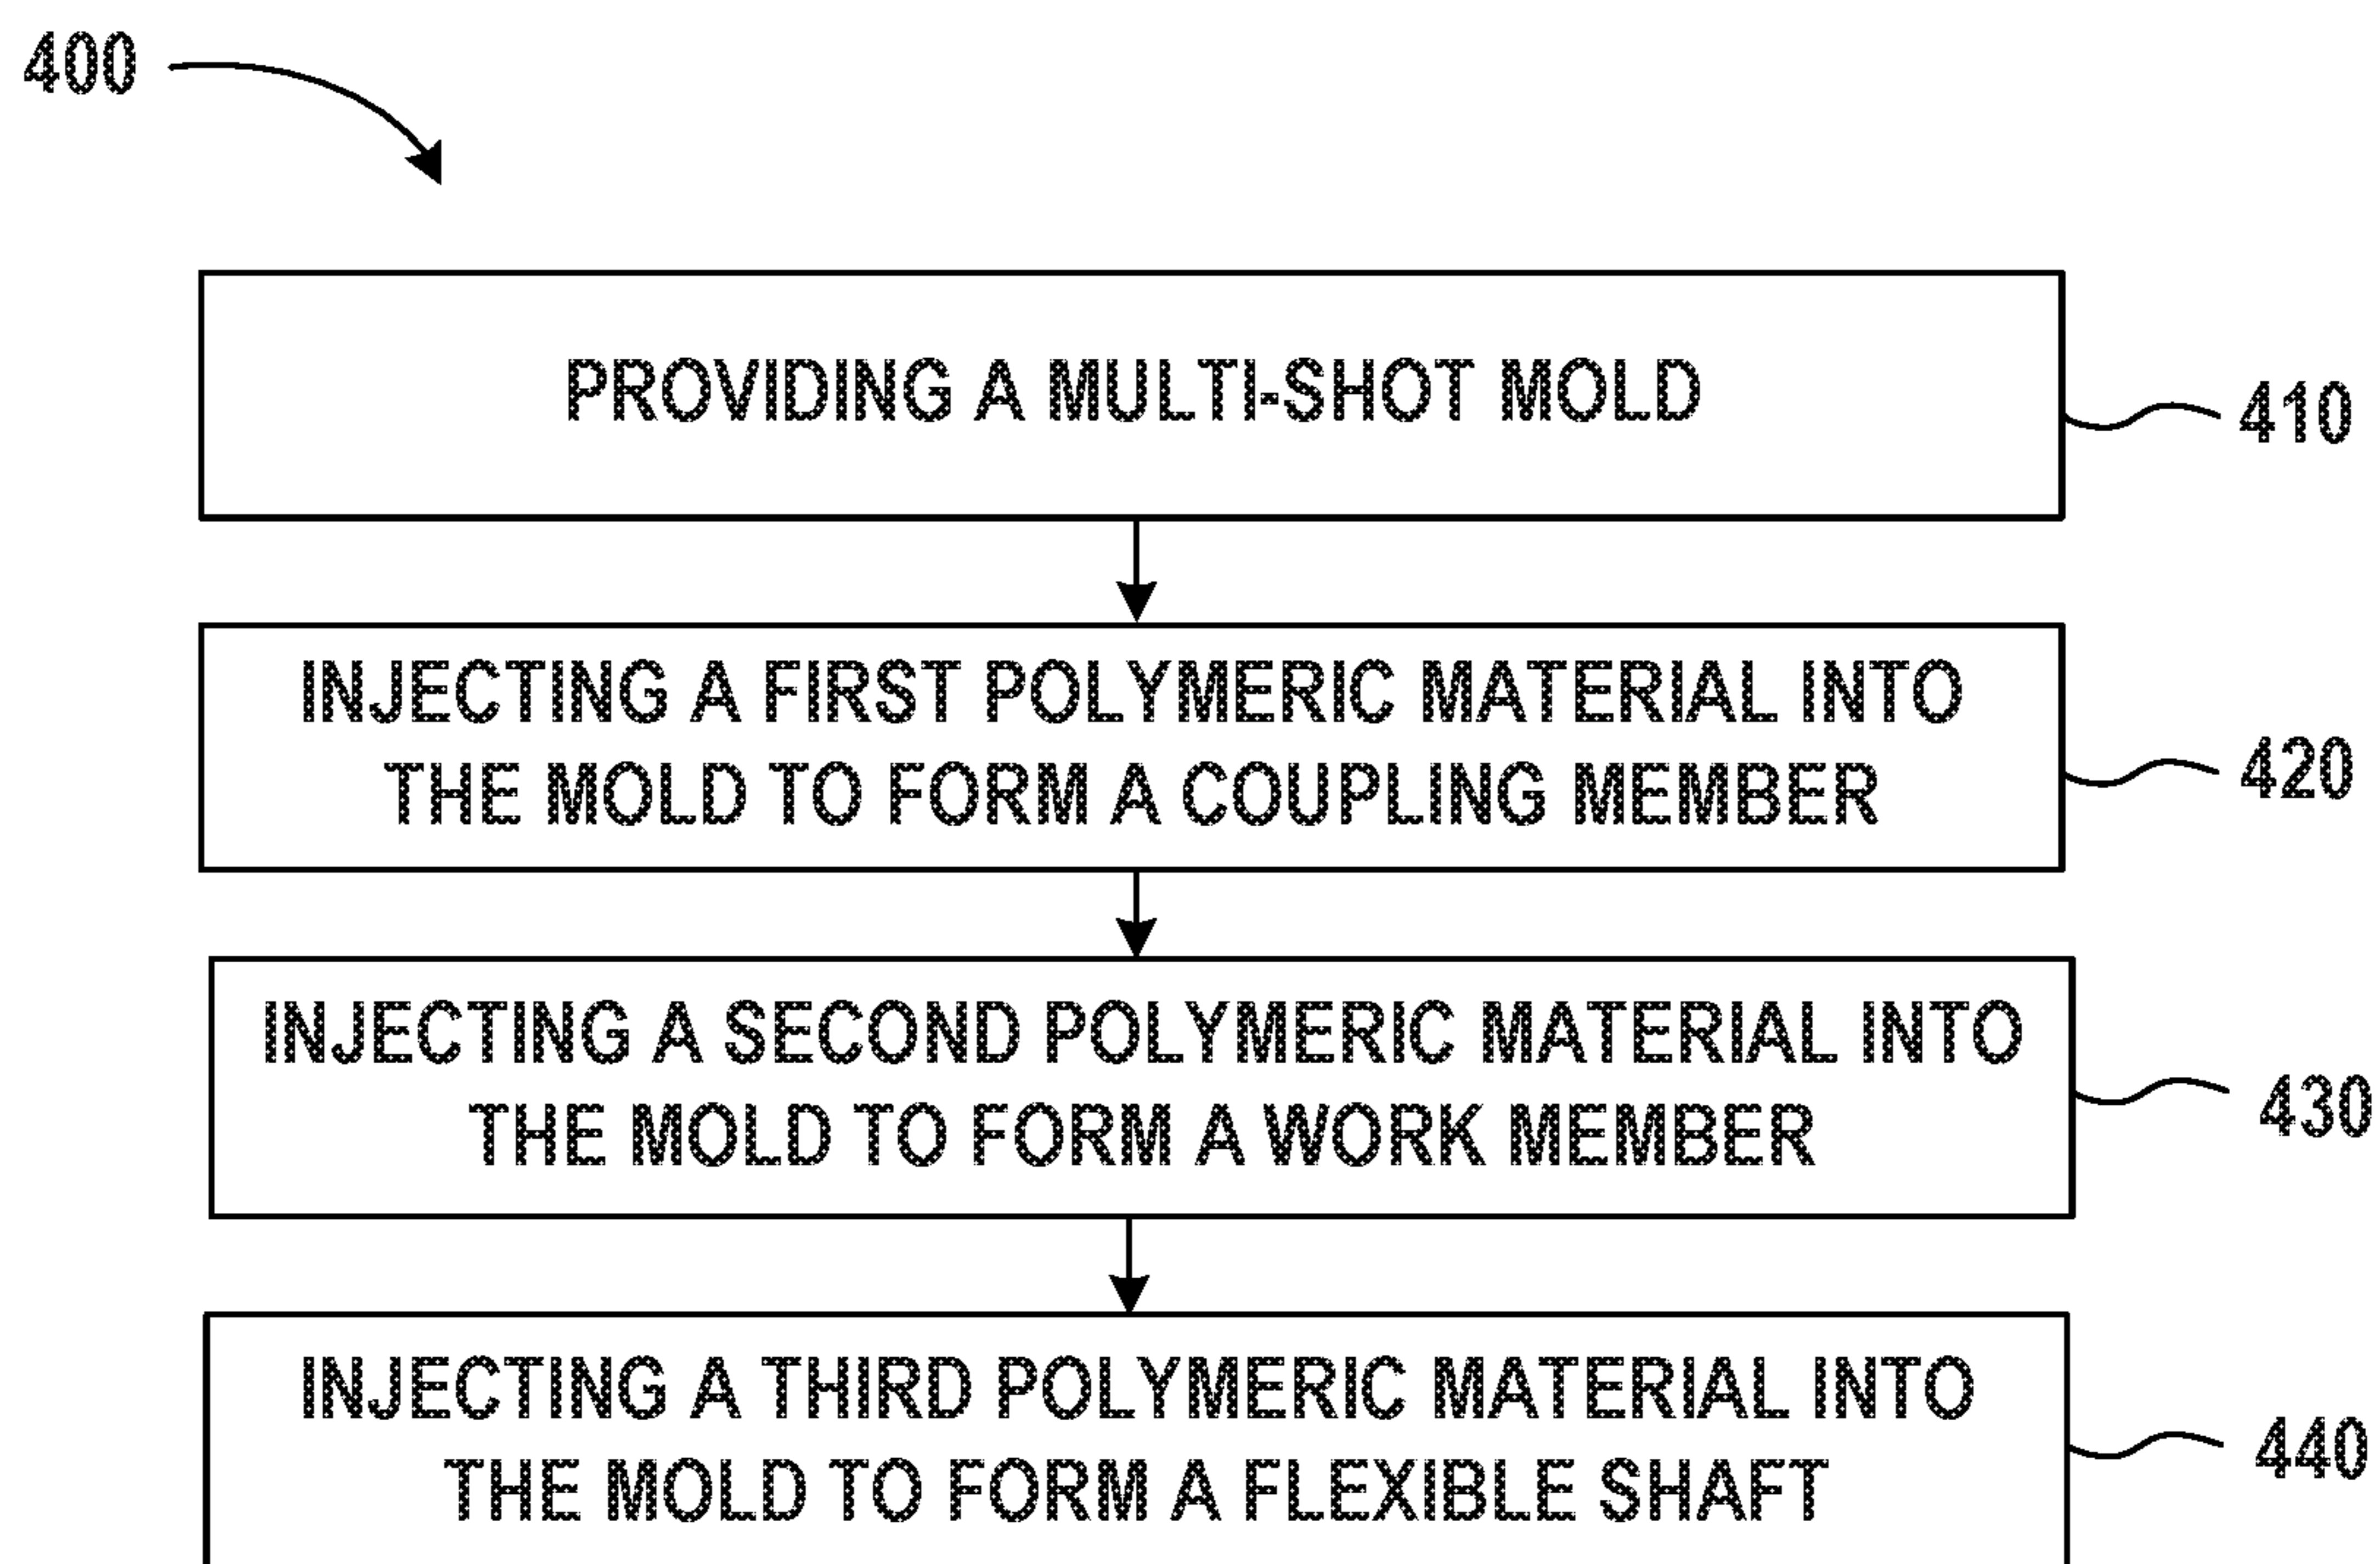 400
PROVIDING A MULTI-SHOT MOLD
410
INJECTING A FIRST POLYMERIC MATERIAL INTO
THE MOLD TO FORM A COUPLING MEMBER
420
INJECTING A SECOND POLYMERIC MATERIAL INTO
THE MOLD TO FORM A WORK MEMBER
430
INJECTING A THIRD POLYMERIC MATERIAL INTO
THE MOLD TO FORM A FLEXIBLE SHAFT
440